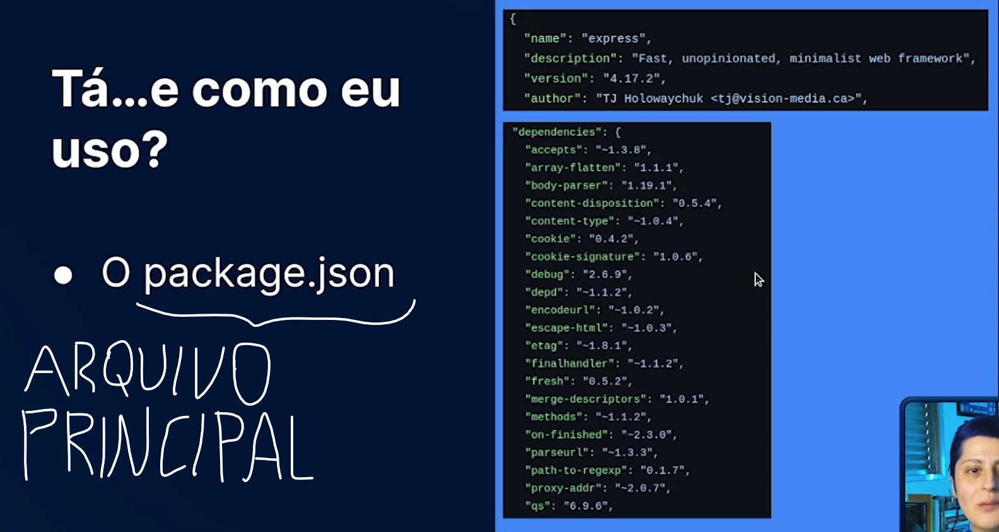 Tá...e como eu
uso?
● O package.json
ARQUIVO
PRINCIPAL
{
"name": "express",
"description": "Fast, unopinionated, minimalist web framework",
"version": "4.17.2",
"author": "TJ Holowaychuk <tj@vision-media.ca>",
"dependencies": {
"accepts": "~1.3.8",
"array-flatten": "1.1.1",
"body-parser": "1.19.1",
"content-disposition": "0.5.4",
"content-type": "~1.0.4",
"cookie": "0.4.2",
"cookie-signature": "1.0.6",
"debug": "2.6.9",
"depd": "~1.1.2",
"encodeurl": "~1.0.2",
"escape-html": "~1.0.3",
"etag": "~1.8.1",
"finalhandler": "~1.1.2",
"fresh": "0.5.2",
"merge-descriptors": "1.0.1",
"methods": "~1.1.2",
"on-finished": "~2.3.0",
"parseurl": "~1.3.3",
"path-to-regexp": "0.1.7",
"proxy-addr": "~2.0.7",
"qs": "6.9.6",